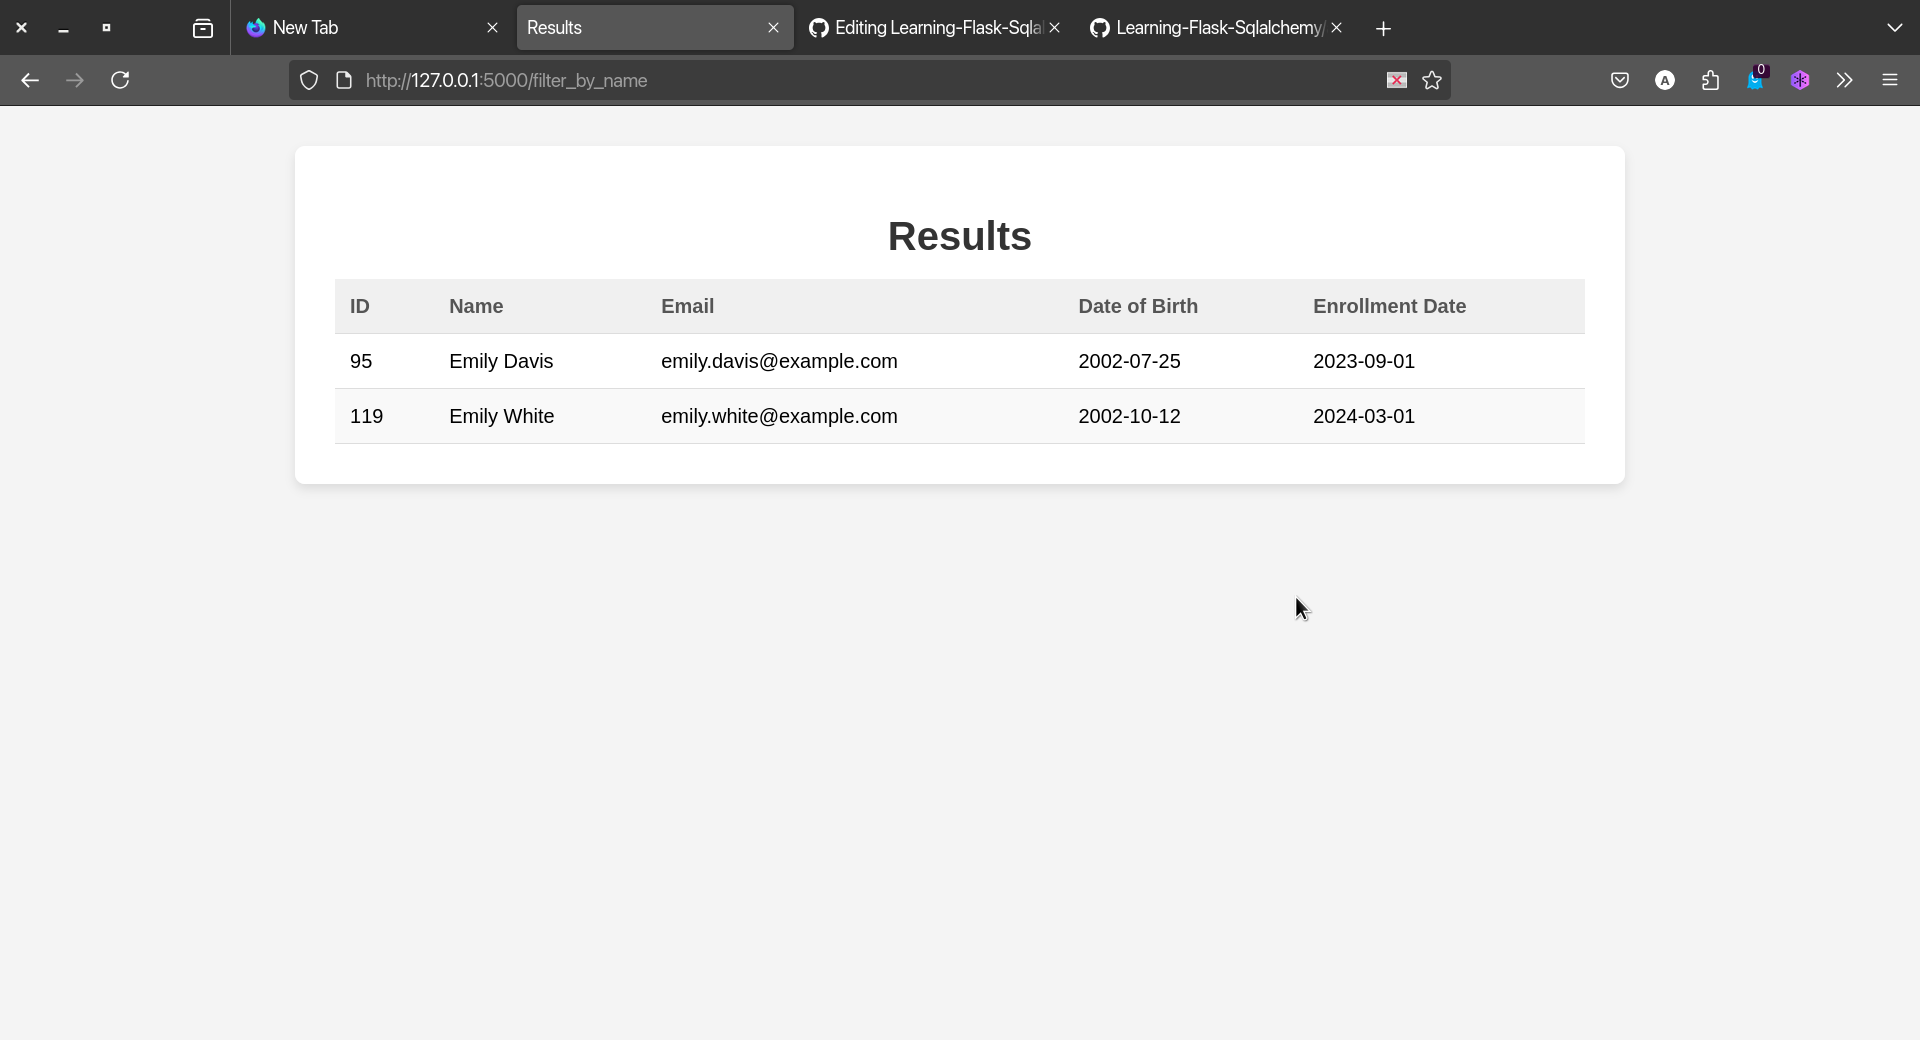 New Tab
Results
Editing Learning-Flask-Sqlal
Learning-Flask-Sqlalchemy/
http://127.0.0.1:5000/filter_by_name
A
0
Results
ID Name Email Date of Birth Enrollment Date
95 Emily Davis emily.davis@example.com 2002-07-25 2023-09-01
119 Emily White emily.white@example.com 2002-10-12 2024-03-01